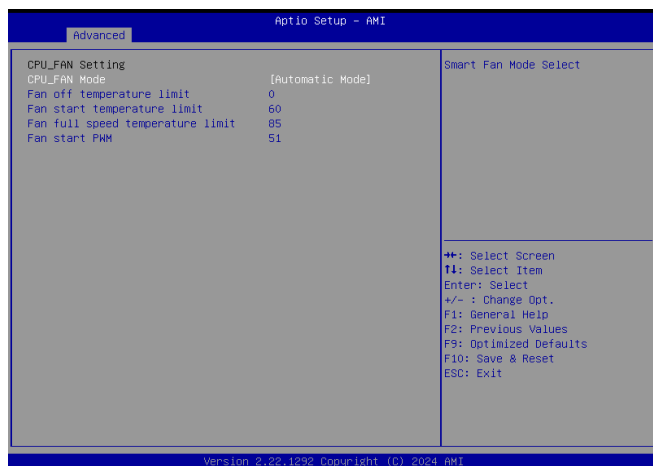 Aptio Setup – AMI
Advanced
CPU_FAN Setting
CPU_FAN Mode [Automatic Mode]
Fan off temperature limit 0
Fan start temperature limit 60
Fan full speed temperature limit 85
Fan start PWM 51
Smart Fan Mode Select
→←: Select Screen
↑↓: Select Item
Enter: Select
+/- : Change Opt.
F1: General Help
F2: Previous Values
F9: Optimized Defaults
F10: Save & Reset
ESC: Exit
Version 2.22.1292 Copyright (C) 2024 AMI